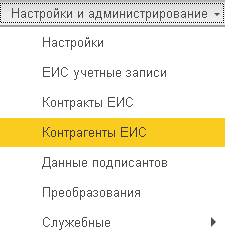 Настройки и администрирование
Настройки
ЕИС учетные записи
Контракты ЕИС
Контрагенты ЕИС
Данные подписантов
Преобразования
Служебные